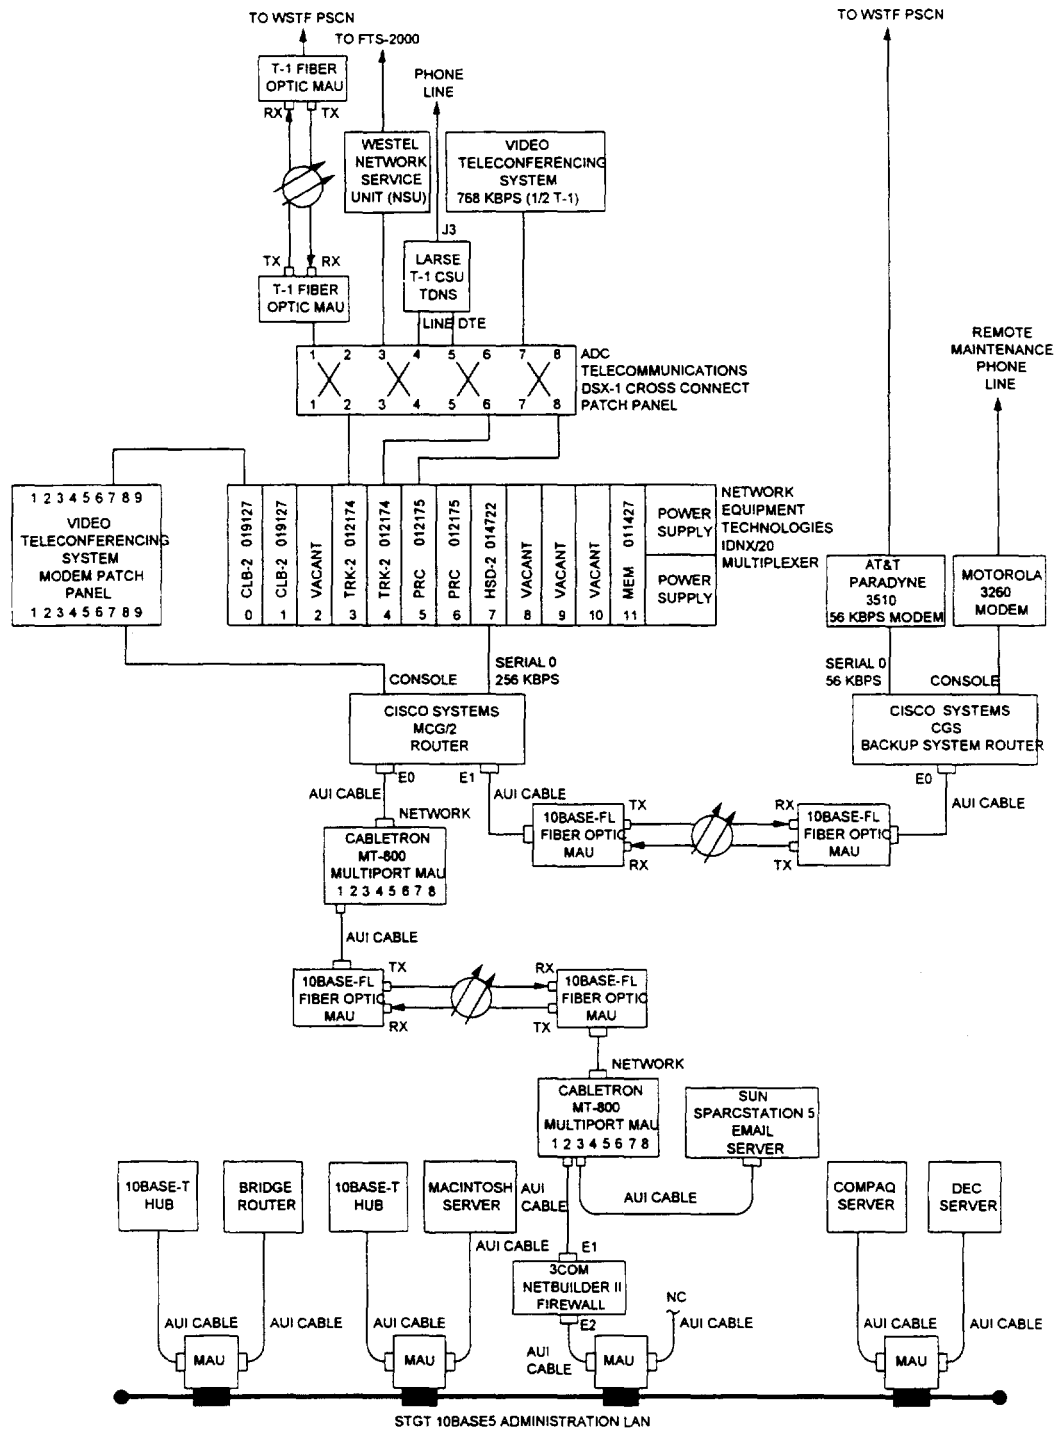 TO WSTF PSCN
TO FTS-2000
T-1 FIBER
OPTIC MAU
RX TX
PHONE
LINE
WESTEL
NETWORK
SERVICE
UNIT (NSU)
VIDEO
TELECONFERENCING
SYSTEM
768 KBPS (1/2 T-1)
J3
TX RX
T-1 FIBER
OPTIC MAU
LARSE
T-1 CSU
TDNS
LINE DTE
1 2 3 4 5 6 7 8
1 2 3 4 5 6 7 8
ADC
TELECOMMUNICATIONS
DSX-1 CROSS CONNECT
PATCH PANEL
TO WSTF PSCN
REMOTE
MAINTENANCE
PHONE
LINE
1 2 3 4 5 6 7 8 9
VIDEO
TELECONFERENCING
SYSTEM
MODEM PATCH
PANEL
1 2 3 4 5 6 7 8 9
CLB-2 019127
0
CLB-2 019127
1
VACANT
2
TRK-2 012174
3
TRK-2 012174
4
PRC 012175
5
PRC 012175
6
HSD-2 014722
7
VACANT
8
VACANT
9
VACANT
10
MEM 011427
11
POWER
SUPPLY
POWER
SUPPLY
NETWORK
EQUIPMENT
TECHNOLOGIES
IDNX/20
MULTIPLEXER
AT&T
PARADYNE
3510
56 KBPS MODEM
MOTOROLA
3260
MODEM
CONSOLE
SERIAL 0
256 KBPS
SERIAL 0
56 KBPS
CONSOLE
CISCO SYSTEMS
MCG/2
ROUTER
CISCO SYSTEMS
CGS
BACKUP SYSTEM ROUTER
E0 E1
E0
AUI CABLE
AUI CABLE
AUI CABLE
NETWORK
CABLETRON
MT-800
MULTIPORT MAU
1 2 3 4 5 6 7 8
10BASE-FL
FIBER OPTIC
MAU
TX
RX
RX
TX
10BASE-FL
FIBER OPTIC
MAU
AUI CABLE
10BASE-FL
FIBER OPTIC
MAU
TX
RX
RX
TX
10BASE-FL
FIBER OPTIC
MAU
NETWORK
CABLETRON
MT-800
MULTIPORT MAU
1 2 3 4 5 6 7 8
SUN
SPARCSTATION 5
EMAIL
SERVER
10BASE-T
HUB
BRIDGE
ROUTER
10BASE-T
HUB
MACINTOSH
SERVER
AUI
CABLE
AUI CABLE
COMPAQ
SERVER
DEC
SERVER
AUI CABLE
E1
3COM
NETBUILDER II
FIREWALL
E2
NC
AUI CABLE
AUI CABLE
AUI CABLE
AUI
CABLE
AUI CABLE
AUI CABLE
AUI CABLE
MAU
MAU
MAU
MAU
STGT 10BASE5 ADMINISTRATION LAN